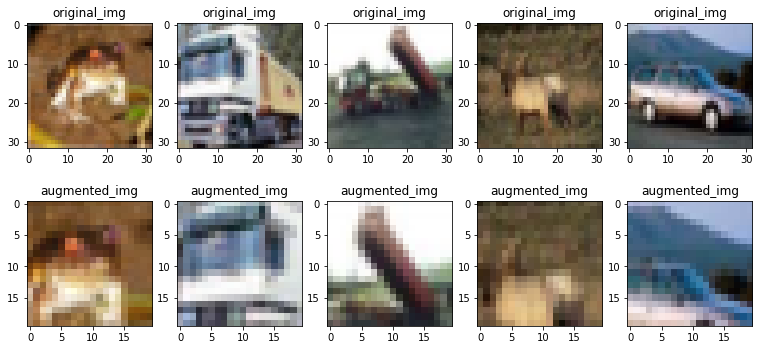 original_img original_img original_img original_img original_img
0 0 0 0 0
10 10 10 10 10
20 20 20 20 20
30 30 30 30 30
0 10 20 30 0 10 20 30 0 10 20 30 0 10 20 30 0 10 20 30
augmented_img augmented_img augmented_img augmented_img augmented_img
0 0 0 0 0
5 5 5 5 5
10 10 10 10 10
15 15 15 15 15
0 5 10 15 0 5 10 15 0 5 10 15 0 5 10 15 0 5 10 15